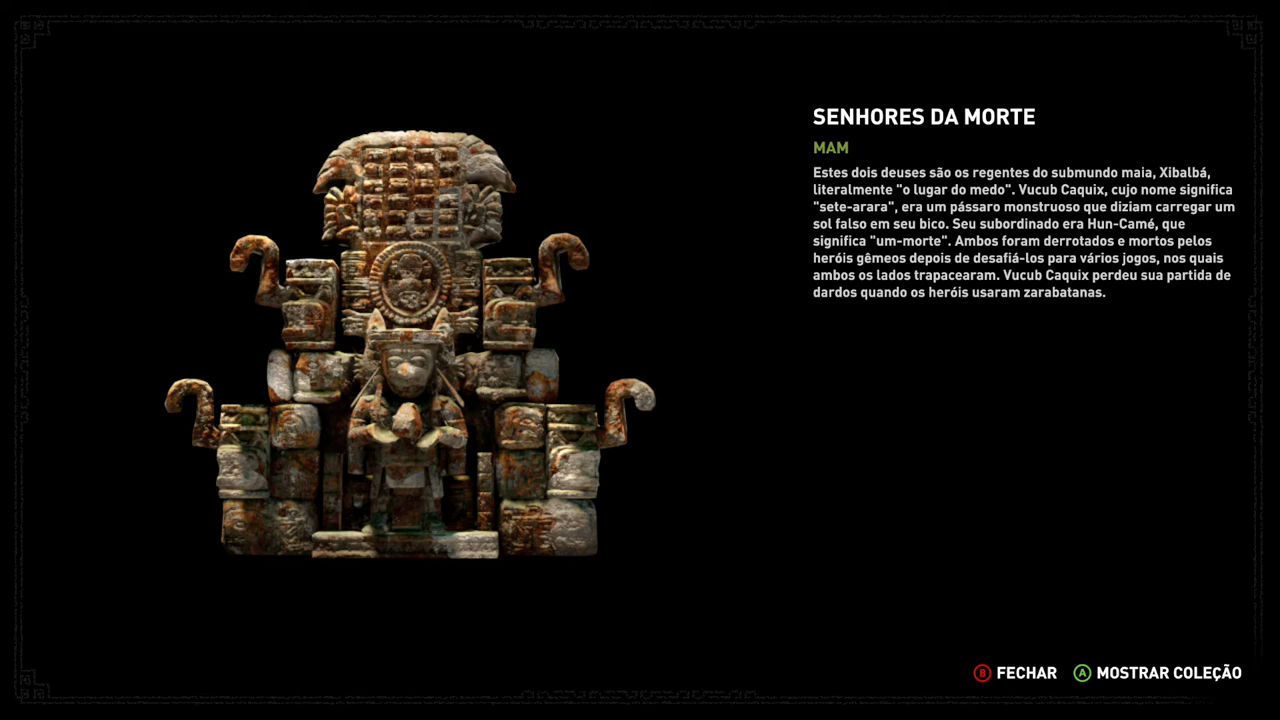 SENHORES DA MORTE
MAM
Estes dois deuses são os regentes do submundo maia, Xibalbá,
literalmente "o lugar do medo". Vucub Caquix, cujo nome significa
"sete-arara", era um pássaro monstruoso que diziam carregar um
sol falso em seu bico. Seu subordinado era Hun-Camé, que
significa "um-morte". Ambos foram derrotados e mortos pelos
heróis gêmeos depois de desafiá-los para vários jogos, nos quais
ambos os lados trapacearam. Vucub Caquix perdeu sua partida de
dardos quando os heróis usaram zarabatanas.
B FECHAR A MOSTRAR COLEÇÃO